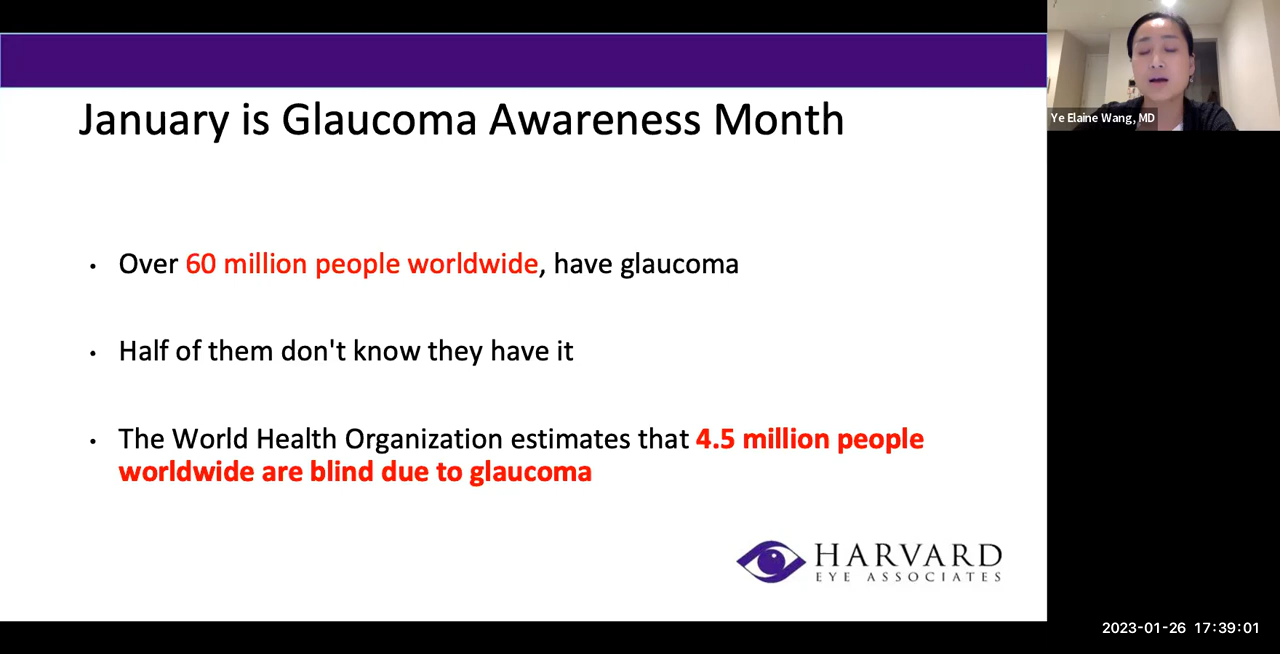 January is Glaucoma Awareness Month
• Over 60 million people worldwide, have glaucoma
• Half of them don't know they have it
• The World Health Organization estimates that 4.5 million people
worldwide are blind due to glaucoma
HARVARD
EYE ASSOCIATES
Ye Elaine Wang, MD
2023-01-26 17:39:01